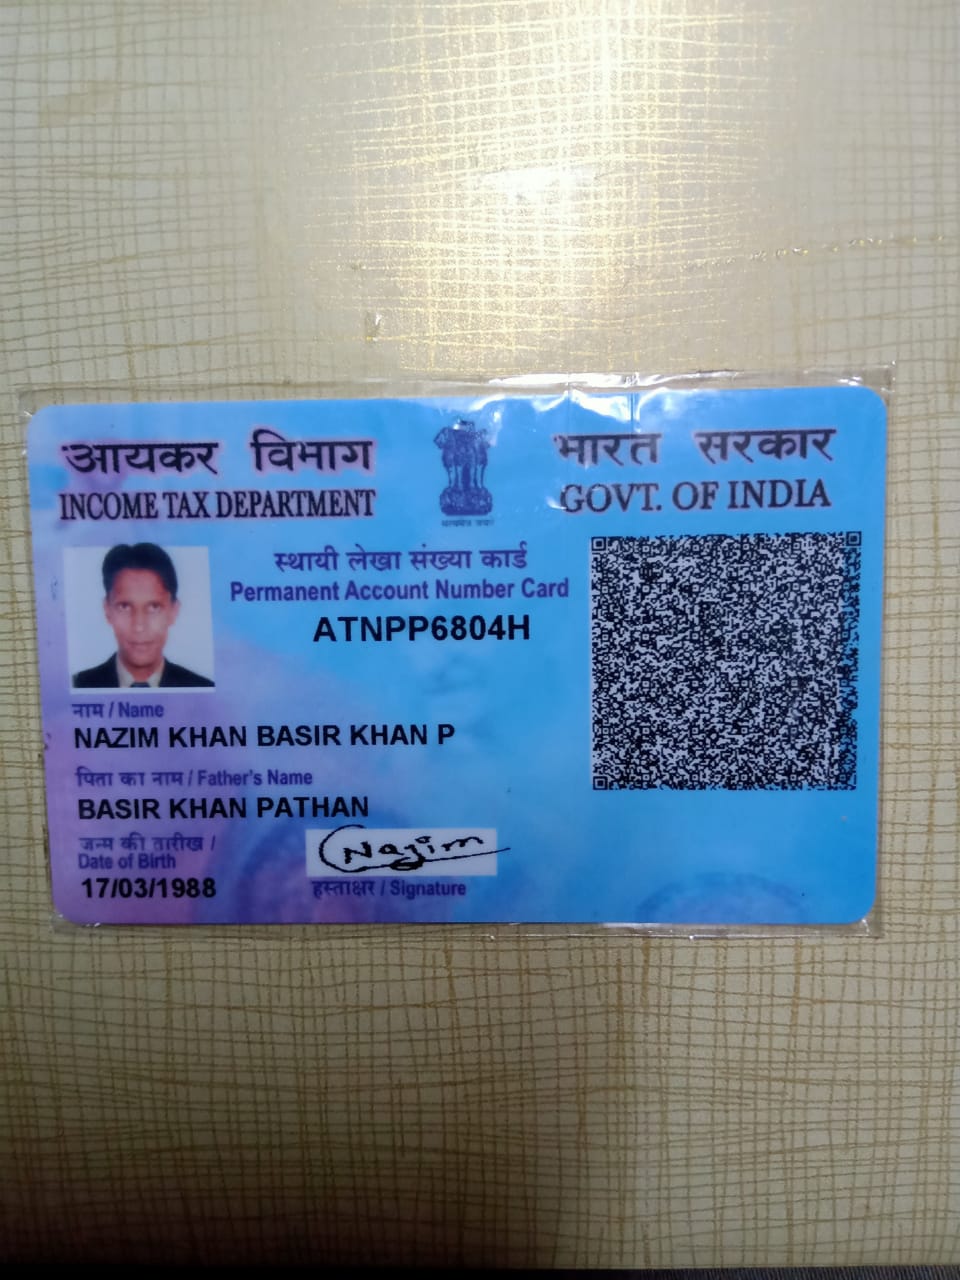 आयकर विभाग
INCOME TAX DEPARTMENT
सत्यमेव जयते
भारत सरकार
GOVT. OF INDIA
स्थायी लेखा संख्या कार्ड
Permanent Account Number Card
ATNPP6804H
नाम / Name
NAZIM KHAN BASIR KHAN P
पिता का नाम / Father's Name
BASIR KHAN PATHAN
जन्म की तारीख /
Date of Birth
17/03/1988
Nazim
हस्ताक्षर / Signature